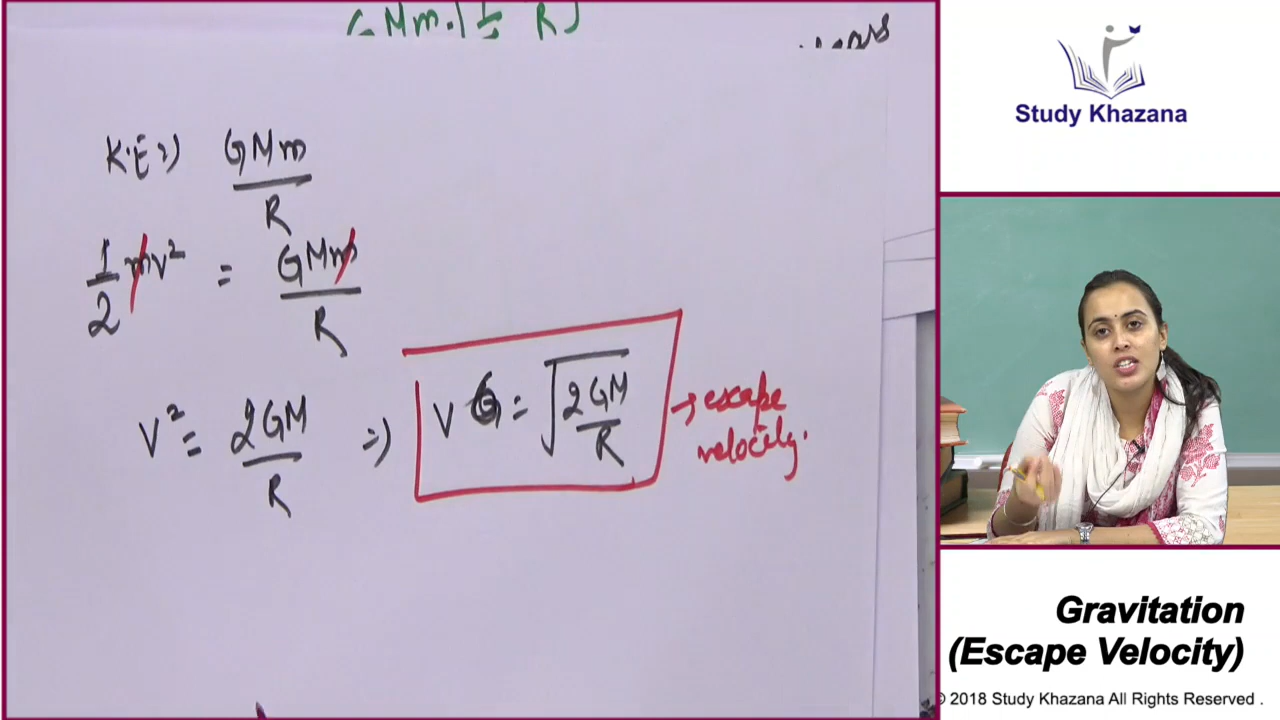 K.E =) GMm
R
1/2 mv² = GMm
R
V² = 2GM
R
=) V = √2GM
R
→ escape
velocity.
Study Khazana
Gravitation
(Escape Velocity)
© 2018 Study Khazana All Rights Reserved .